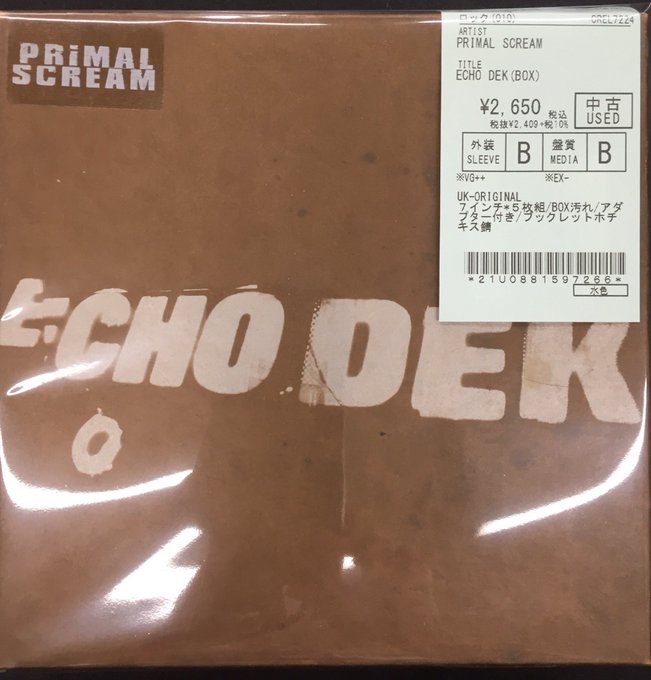 PRiMAL
SCREAM
ロック(010) CREL7224
ARTIST
PRIMAL SCREAM
TITLE
ECHO DEK(BOX)
¥2,650 税込
税抜¥2,409+税10%
中古
USED
外装
SLEEVE
B
盤質
MEDIA
B
※VG++ ※EX-
UK-ORIGINAL
7インチ*5枚組/BOX汚れ/アダ
プター付き/ブックレットホチ
キス錆
*21U0881597266*
水色
ECHO DEK